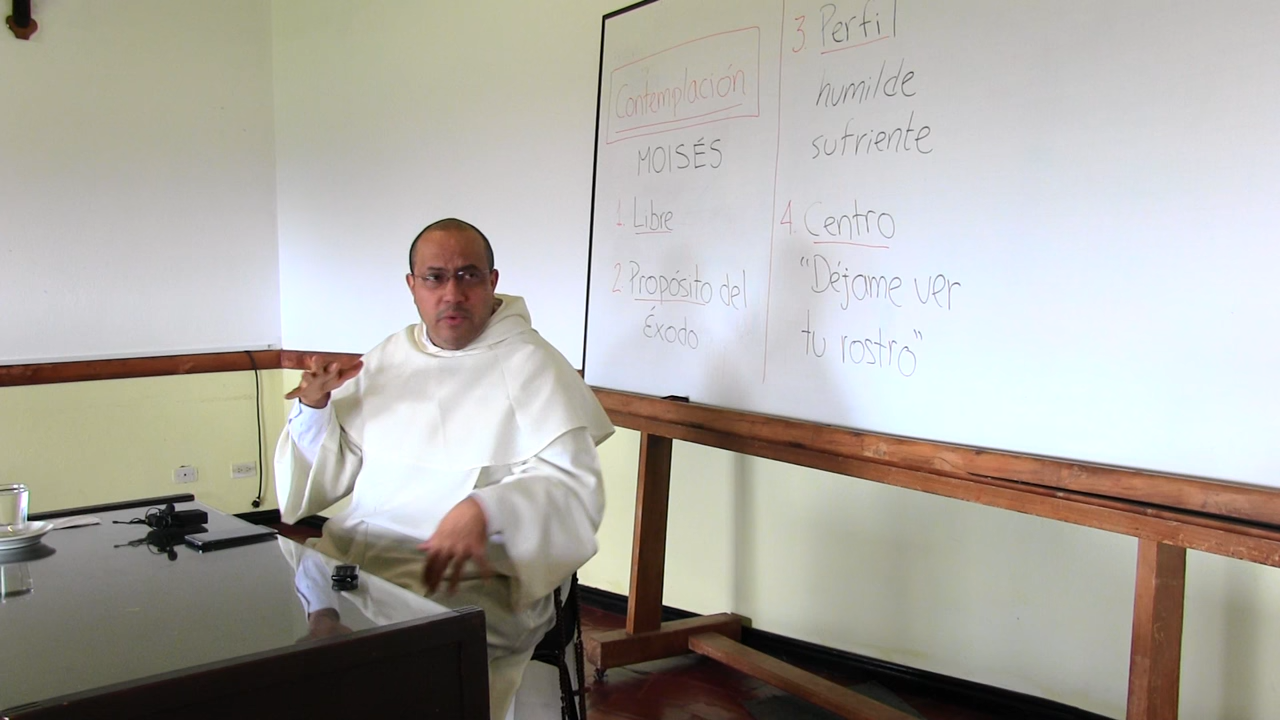 Contemplación
MOISÉS
1. Libre
2. Propósito del
Éxodo
3. Perfil
humilde
sufriente
4. Centro
"Déjame ver
tu rostro"